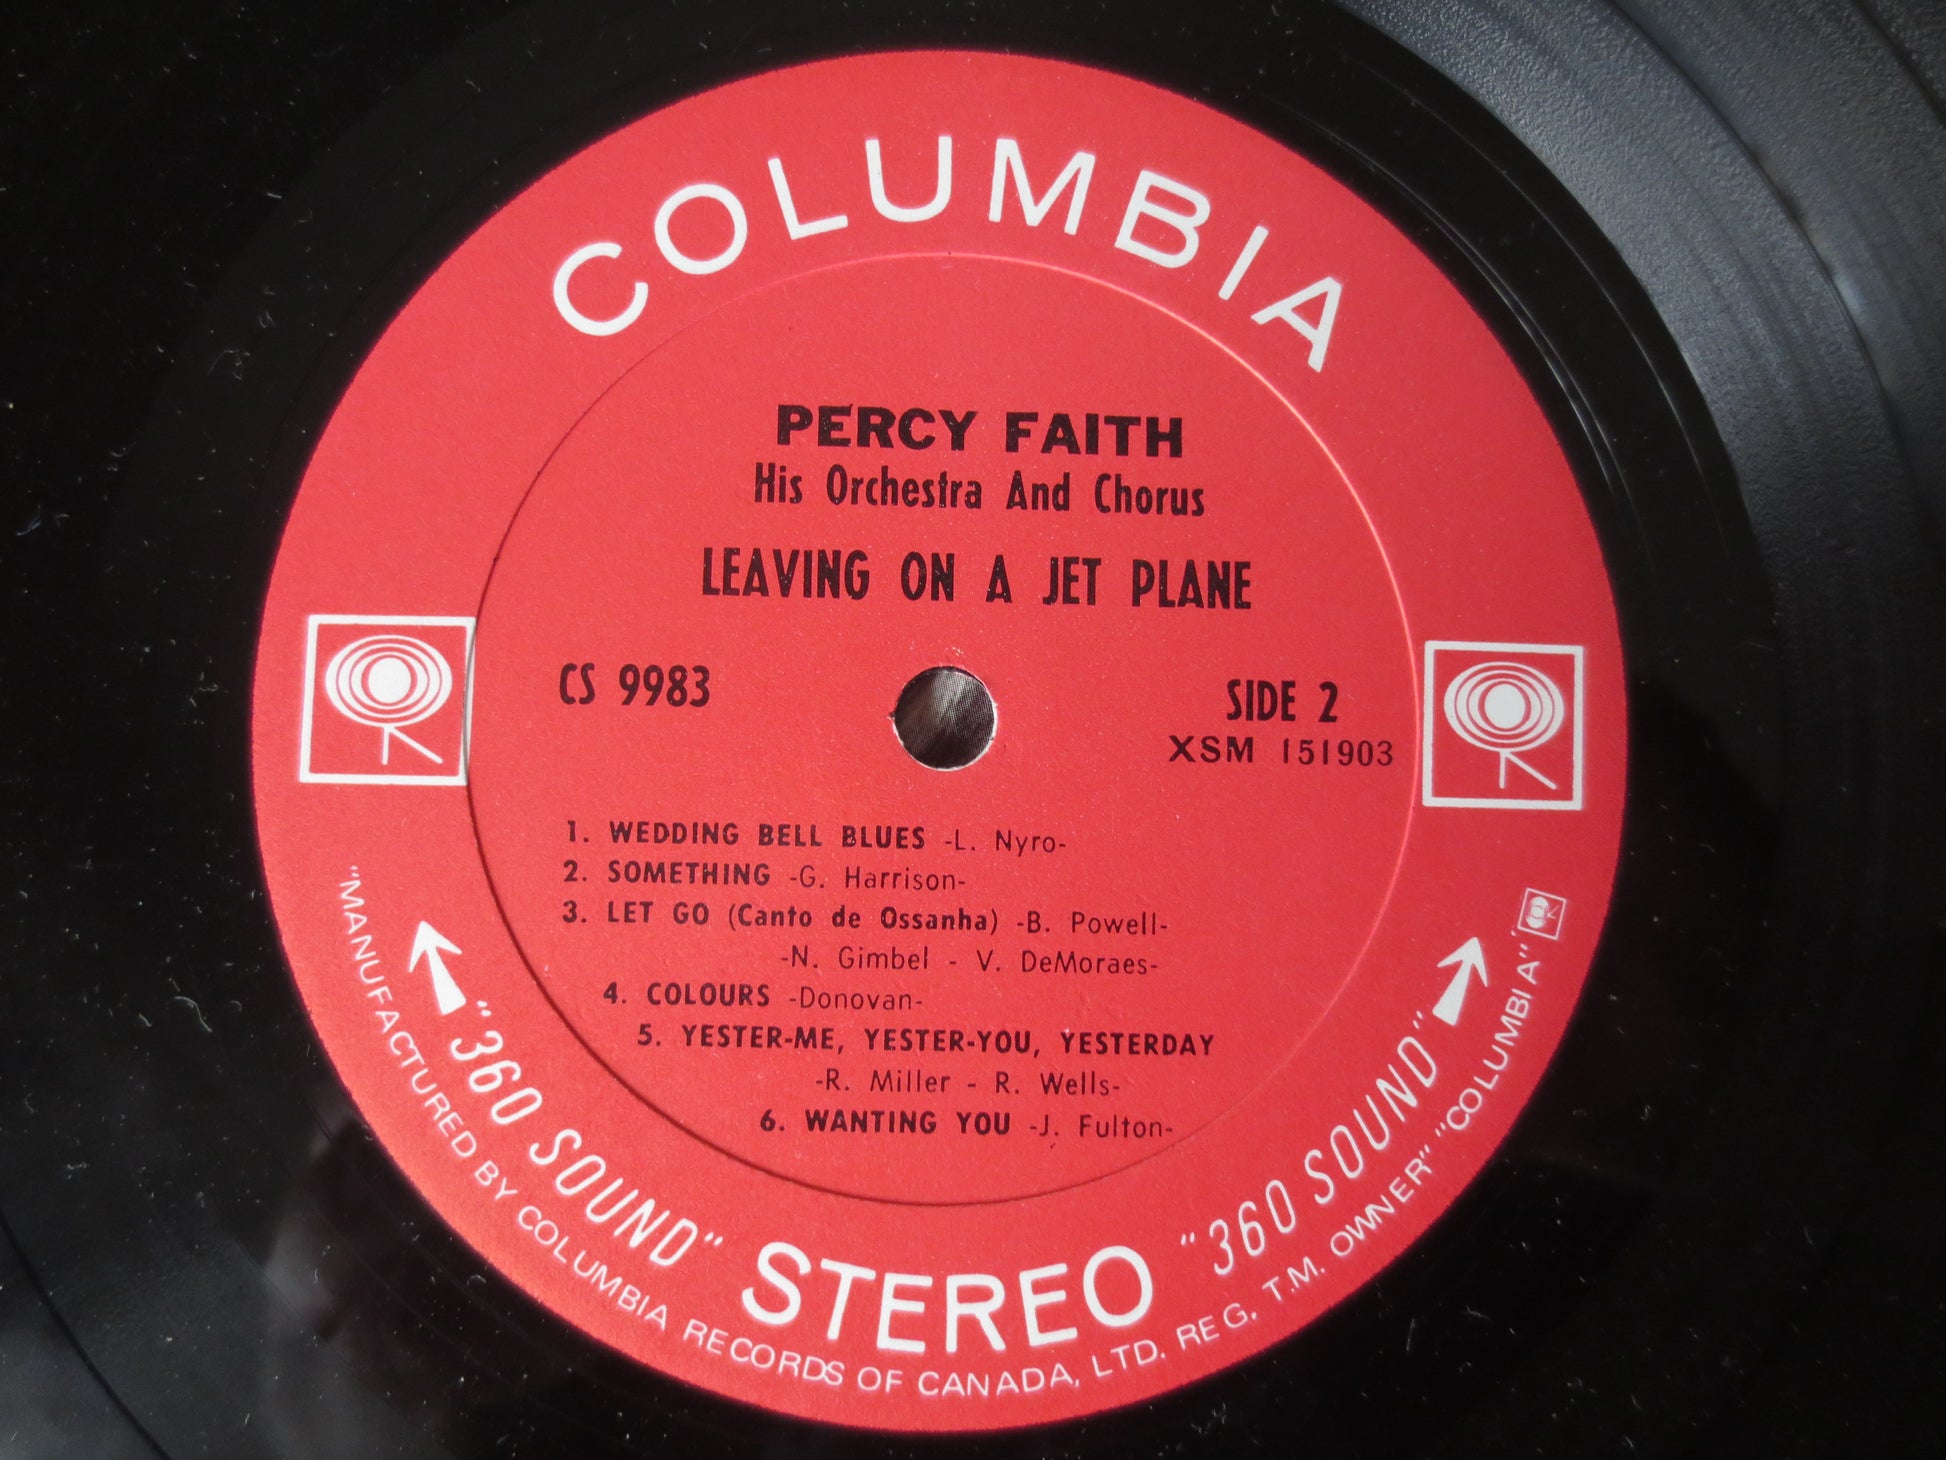 COLUMBIA
PERCY FAITH
His Orchestra And Chorus
LEAVING ON A JET PLANE
CS 9983
SIDE 2
XSM 151903
1. WEDDING BELL BLUES -L. Nyro-
2. SOMETHING -G. Harrison-
3. LET GO (Canto de Ossanha) -B. Powell-
-N. Gimbel - V. DeMoraes-
4. COLOURS -Donovan-
5. YESTER-ME, YESTER-YOU, YESTERDAY
-R. Miller - R. Wells-
6. WANTING YOU -J. Fulton-
"360 SOUND" STEREO "360 SOUND"
"MANUFACTURED BY COLUMBIA RECORDS OF CANADA, LTD. REG. T.M. OWNER" "COLUMBIA"